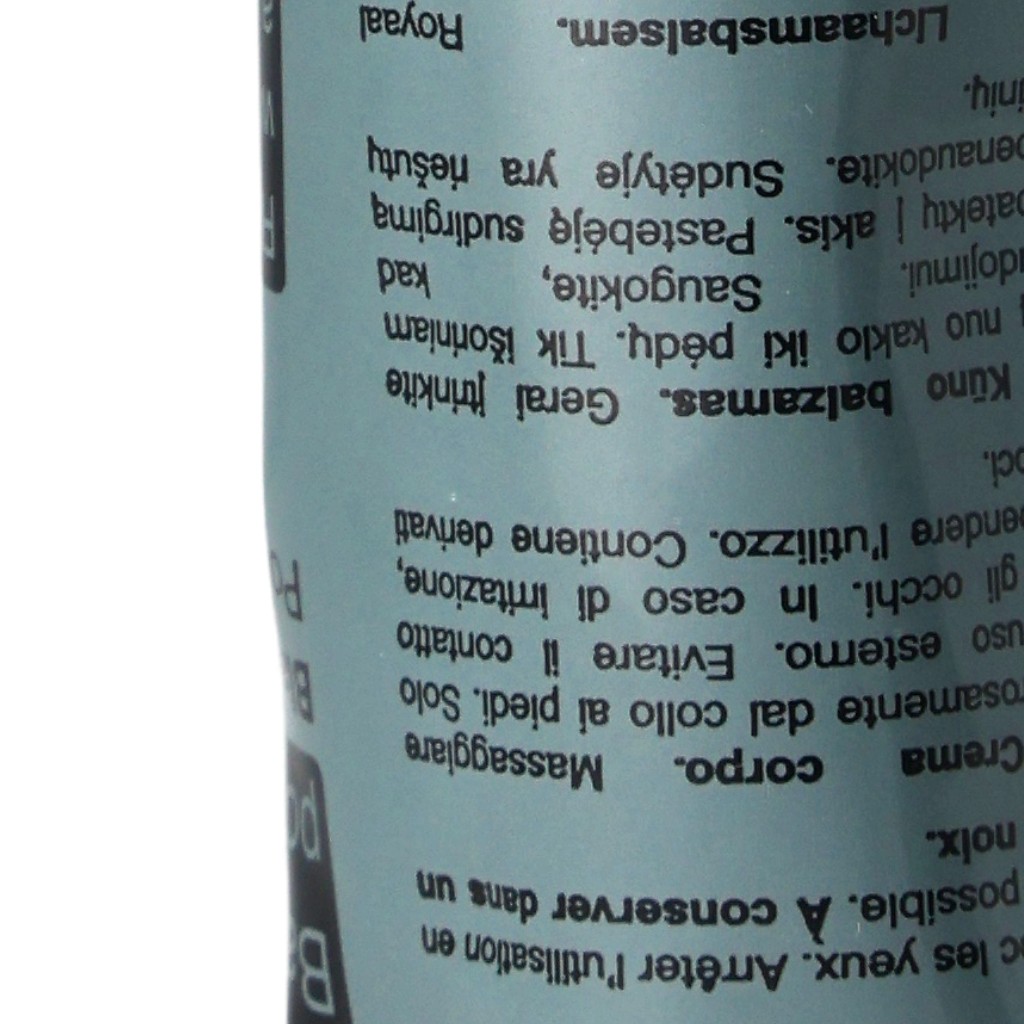 les yeux. Arrêter l'utilisation en
possible. À conserver dans un
noix.
Crema corpo. Massaggiare
dal collo ai piedi. Solo
uso esterno. Evitare il contatto
gli occhi. In caso di irritazione,
l'utilizzo. Contiene derivati
Kūno balzamas. Gerai įtrinkite
nuo kaklo iki pėdų. Tik išoriniam
Saugokite, kad
patektų į akis. Pastebėję sudirgimą
Sudėtyje yra riešutų
Lichaamsbalsem. Royaal